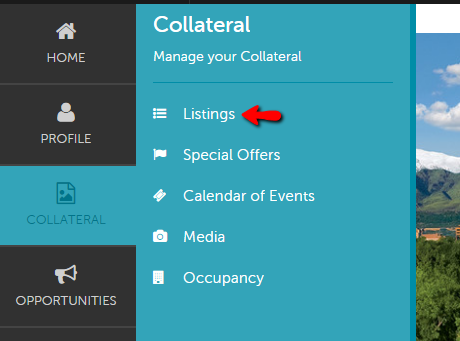 HOME
PROFILE
COLLATERAL
OPPORTUNITIES
Collateral
Manage your Collateral
Listings
Special Offers
Calendar of Events
Media
Occupancy